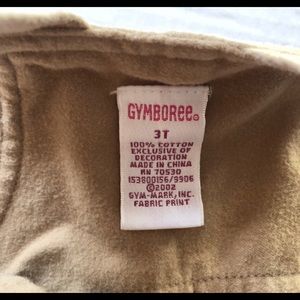 GYMBOREE®
3T
100% COTTON
EXCLUSIVE OF
DECORATION
MADE IN CHINA
RN 70530
153800156/9906
©2002
GYM-MARK, INC.
FABRIC PRINT